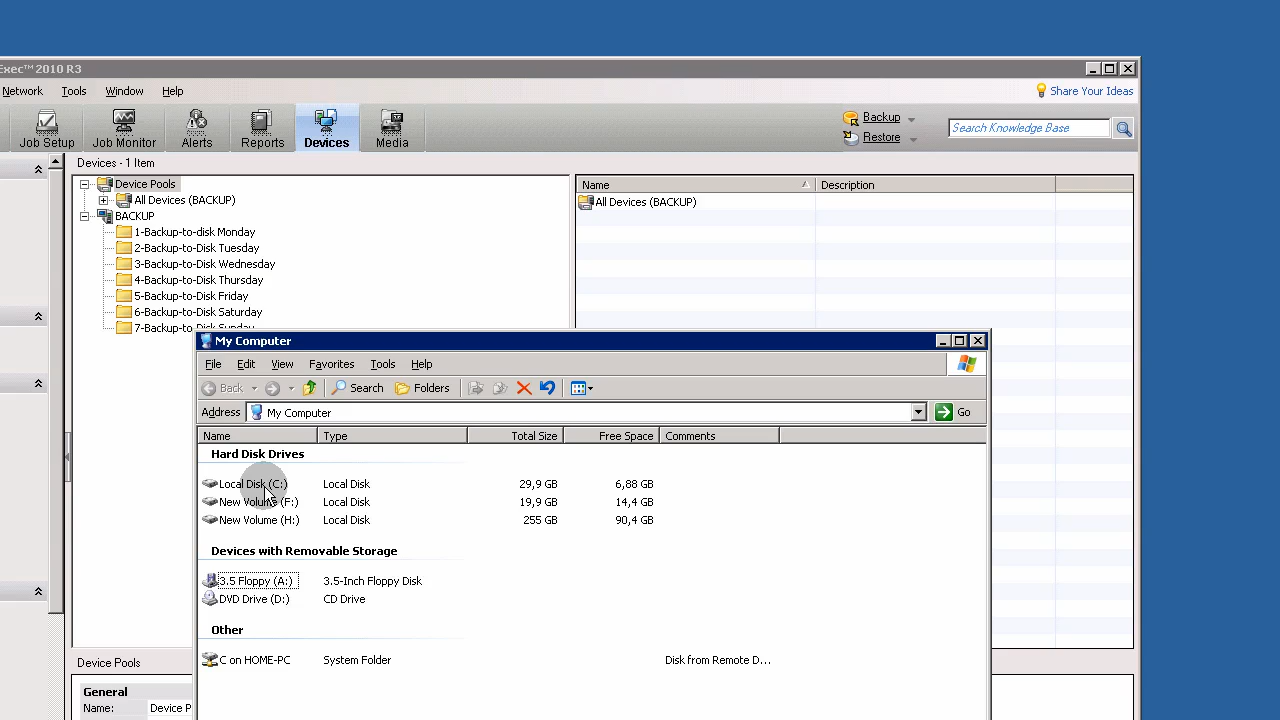 Exec™ 2010 R3
Network Tools Window Help Share Your Ideas
Job Setup Job Monitor Alerts Reports Devices Media Backup Restore Search Knowledge Base
Devices - 1 Item
Device Pools
All Devices (BACKUP)
BACKUP
1-Backup-to-disk Monday
2-Backup-to-Disk Tuesday
3-Backup-to-Disk Wednesday
4-Backup-to-Disk Thursday
5-Backup-to-Disk Friday
6-Backup-to-Disk Saturday
7-Backup-to-Disk Sunday
Name Description
All Devices (BACKUP)
My Computer
File Edit View Favorites Tools Help
Back Search Folders
Address My Computer Go
Name Type Total Size Free Space Comments
Hard Disk Drives
Local Disk (C:) Local Disk 29,9 GB 6,88 GB
New Volume (F:) Local Disk 19,9 GB 14,4 GB
New Volume (H:) Local Disk 255 GB 90,4 GB
Devices with Removable Storage
3.5 Floppy (A:) 3.5-Inch Floppy Disk
DVD Drive (D:) CD Drive
Other
C on HOME-PC System Folder Disk from Remote D...
Device Pools
General
Name: Device P